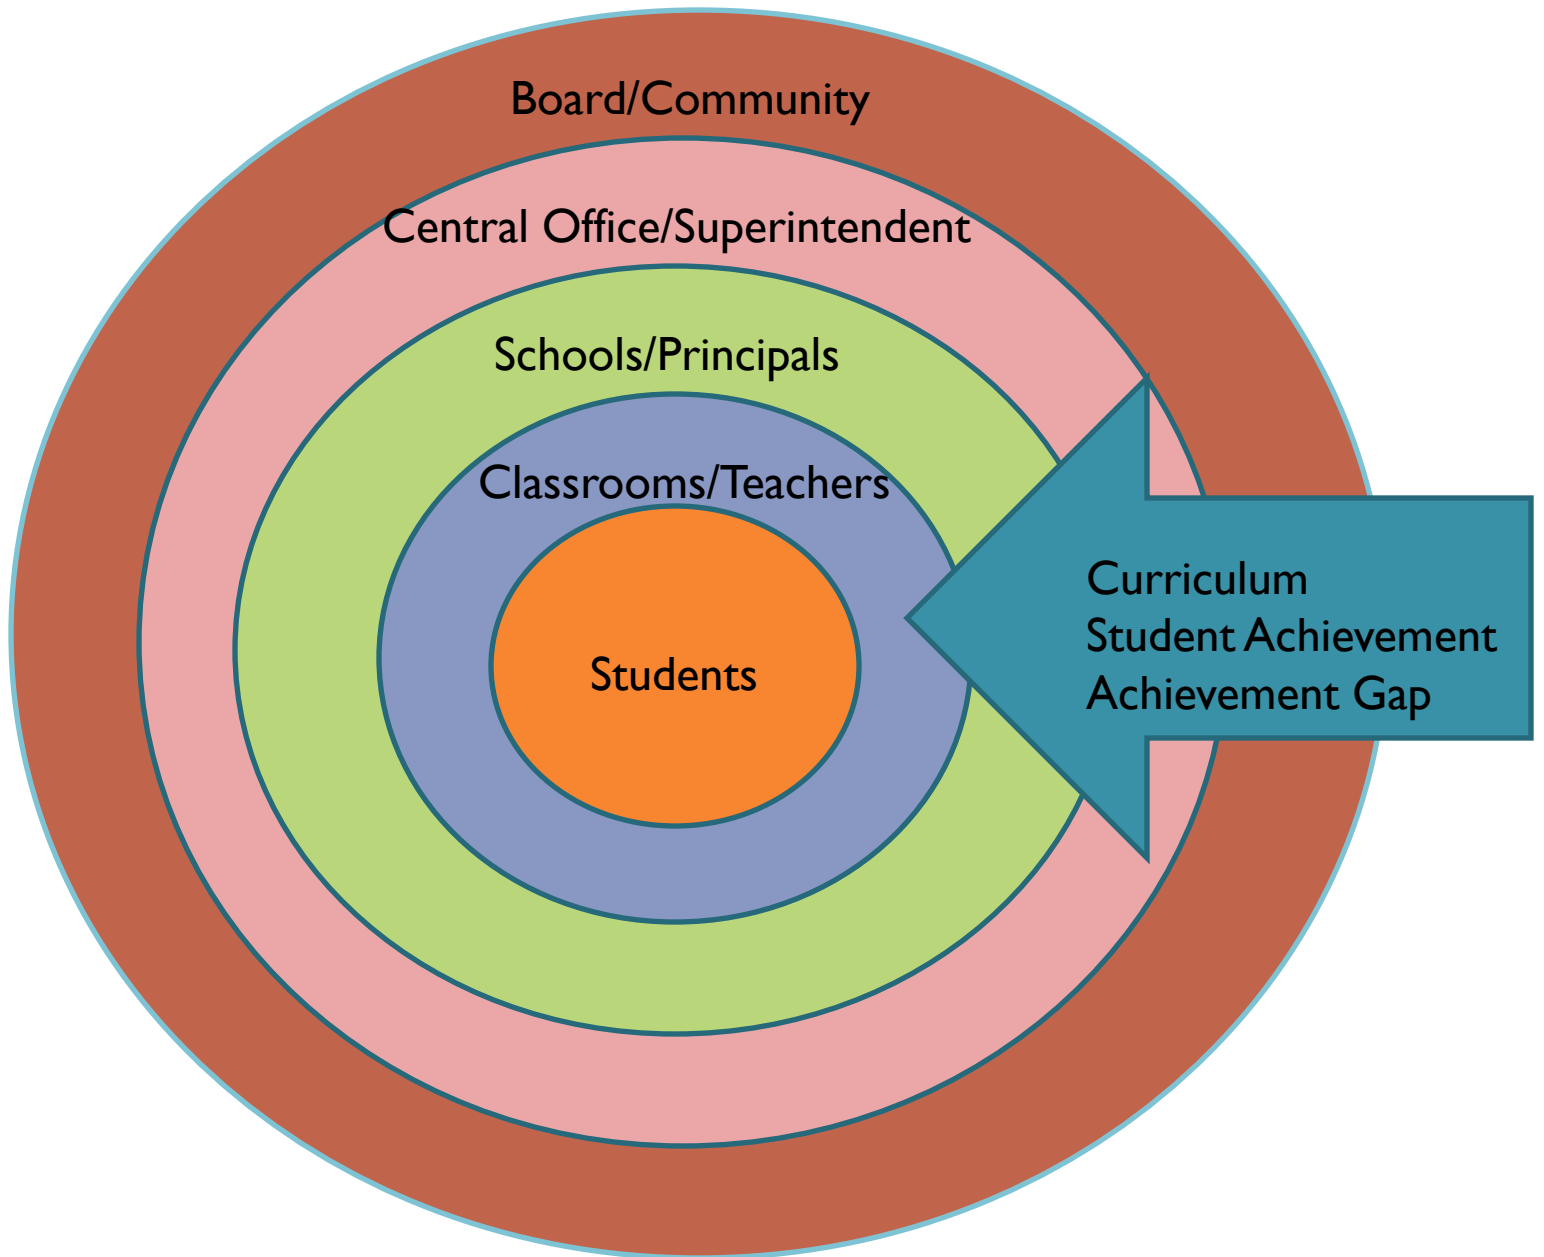 Board/Community
Central Office/Superintendent
Schools/Principals
Classrooms/Teachers
Students
Curriculum
Student Achievement
Achievement Gap